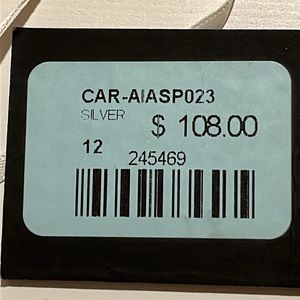 CAR-AIASP023
SILVER
$ 108.00
12
245469